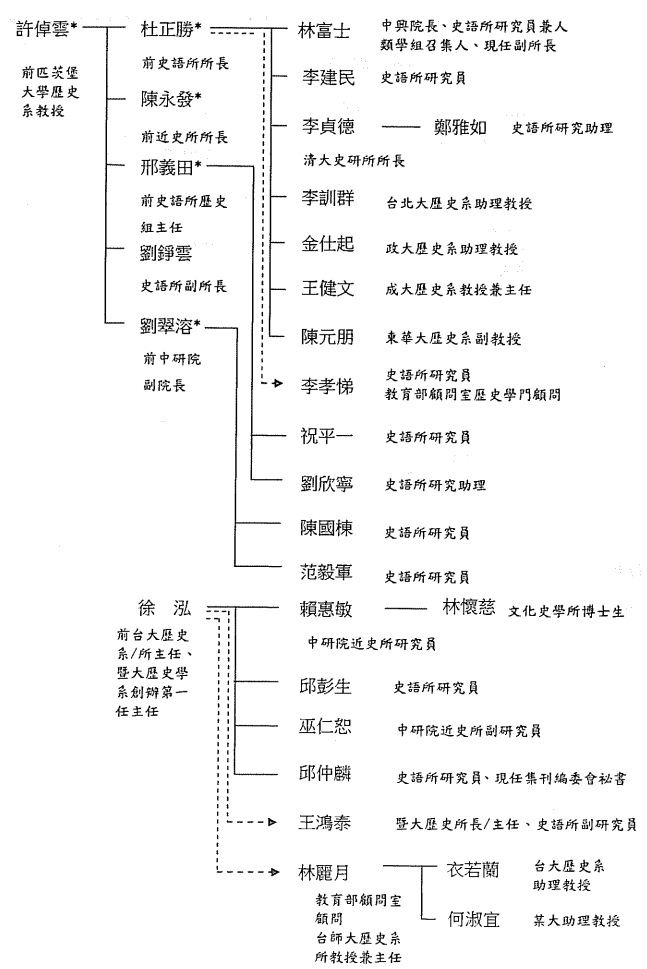 許倬雲*
前匹茨堡
大學歷史
系教授
杜正勝*
前史語所所長
陳永發*
前近史所所長
邢義田*
前史語所歷史
組主任
劉錚雲
史語所副所長
劉翠溶*
前中研院
副院長
林富士
中興院長、史語所研究員兼人
類學組召集人、現任副所長
李建民
史語所研究員
李貞德
清大史研所所長
鄭雅如
史語所研究助理
李訓群
台北大歷史系助理教授
金仕起
政大歷史系助理教授
王健文
成大歷史系教授兼主任
陳元朋
東華大歷史系副教授
李孝悌
史語所研究員
教育部顧問室歷史學門顧問
祝平一
史語所研究員
劉欣寧
史語所研究助理
陳國棟
史語所研究員
范毅軍
史語所研究員
徐 泓
前台大歷史
系/所主任、
暨大歷史學
系創辦第一
任主任
賴惠敏
中研院近史所研究員
林懷慈
文化史學所博士生
邱彭生
史語所研究員
巫仁恕
中研院近史所副研究員
邱仲麟
史語所研究員、現任集刊編委會祕書
王鴻泰
暨大歷史所長/主任、史語所副研究員
林麗月
教育部顧問室
顧問
台師大歷史系
所教授兼主任
衣若蘭
台大歷史系
助理教授
何淑宜
某大助理教授